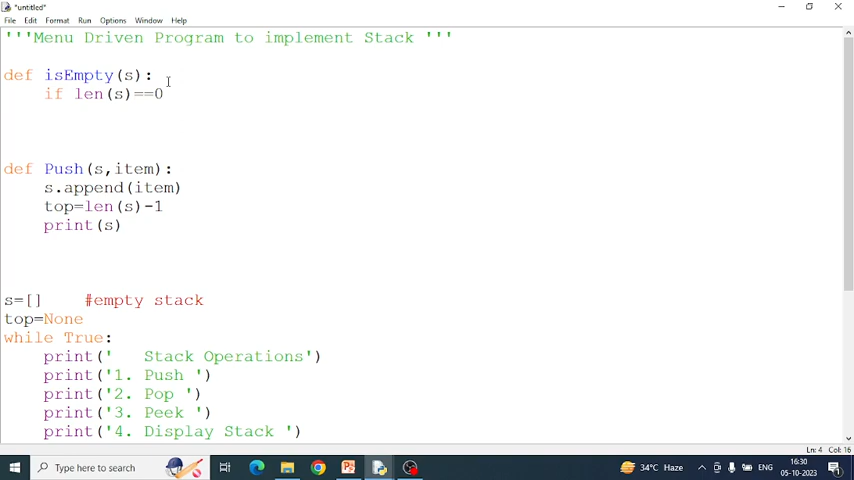 *untitled*
File Edit Format Run Options Window Help
'''Menu Driven Program to implement Stack '''
def isEmpty(s):
    if len(s)==0
def Push(s,item):
    s.append(item)
    top=len(s)-1
    print(s)
s=[]    #empty stack
top=None
while True:
    print('   Stack Operations')
    print('1. Push ')
    print('2. Pop ')
    print('3. Peek ')
    print('4. Display Stack ')
Ln: 4 Col: 16
Type here to search
34°C Haze
ENG
16:30
05-10-2023